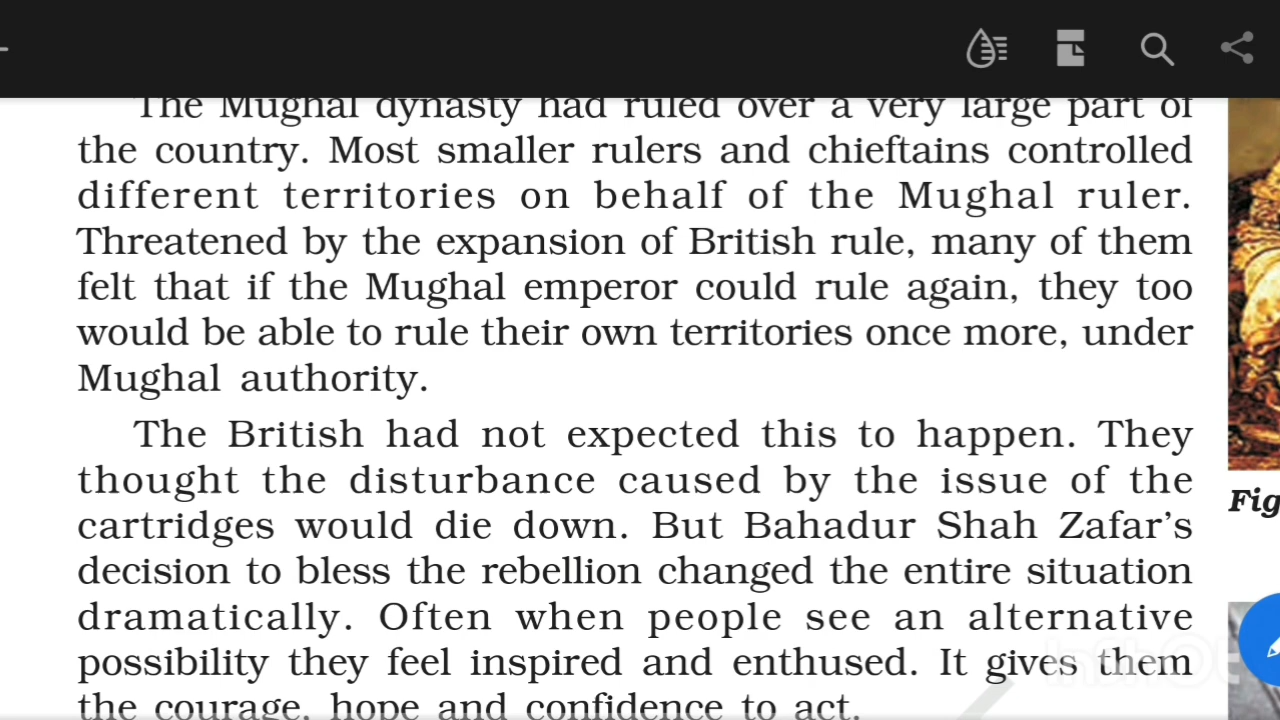 The Mughal dynasty had ruled over a very large part of
the country. Most smaller rulers and chieftains controlled
different territories on behalf of the Mughal ruler.
Threatened by the expansion of British rule, many of them
felt that if the Mughal emperor could rule again, they too
would be able to rule their own territories once more, under
Mughal authority.
The British had not expected this to happen. They
thought the disturbance caused by the issue of the
cartridges would die down. But Bahadur Shah Zafar’s
decision to bless the rebellion changed the entire situation
dramatically. Often when people see an alternative
possibility they feel inspired and enthused. It gives them
the courage, hope and confidence to act.
Fig